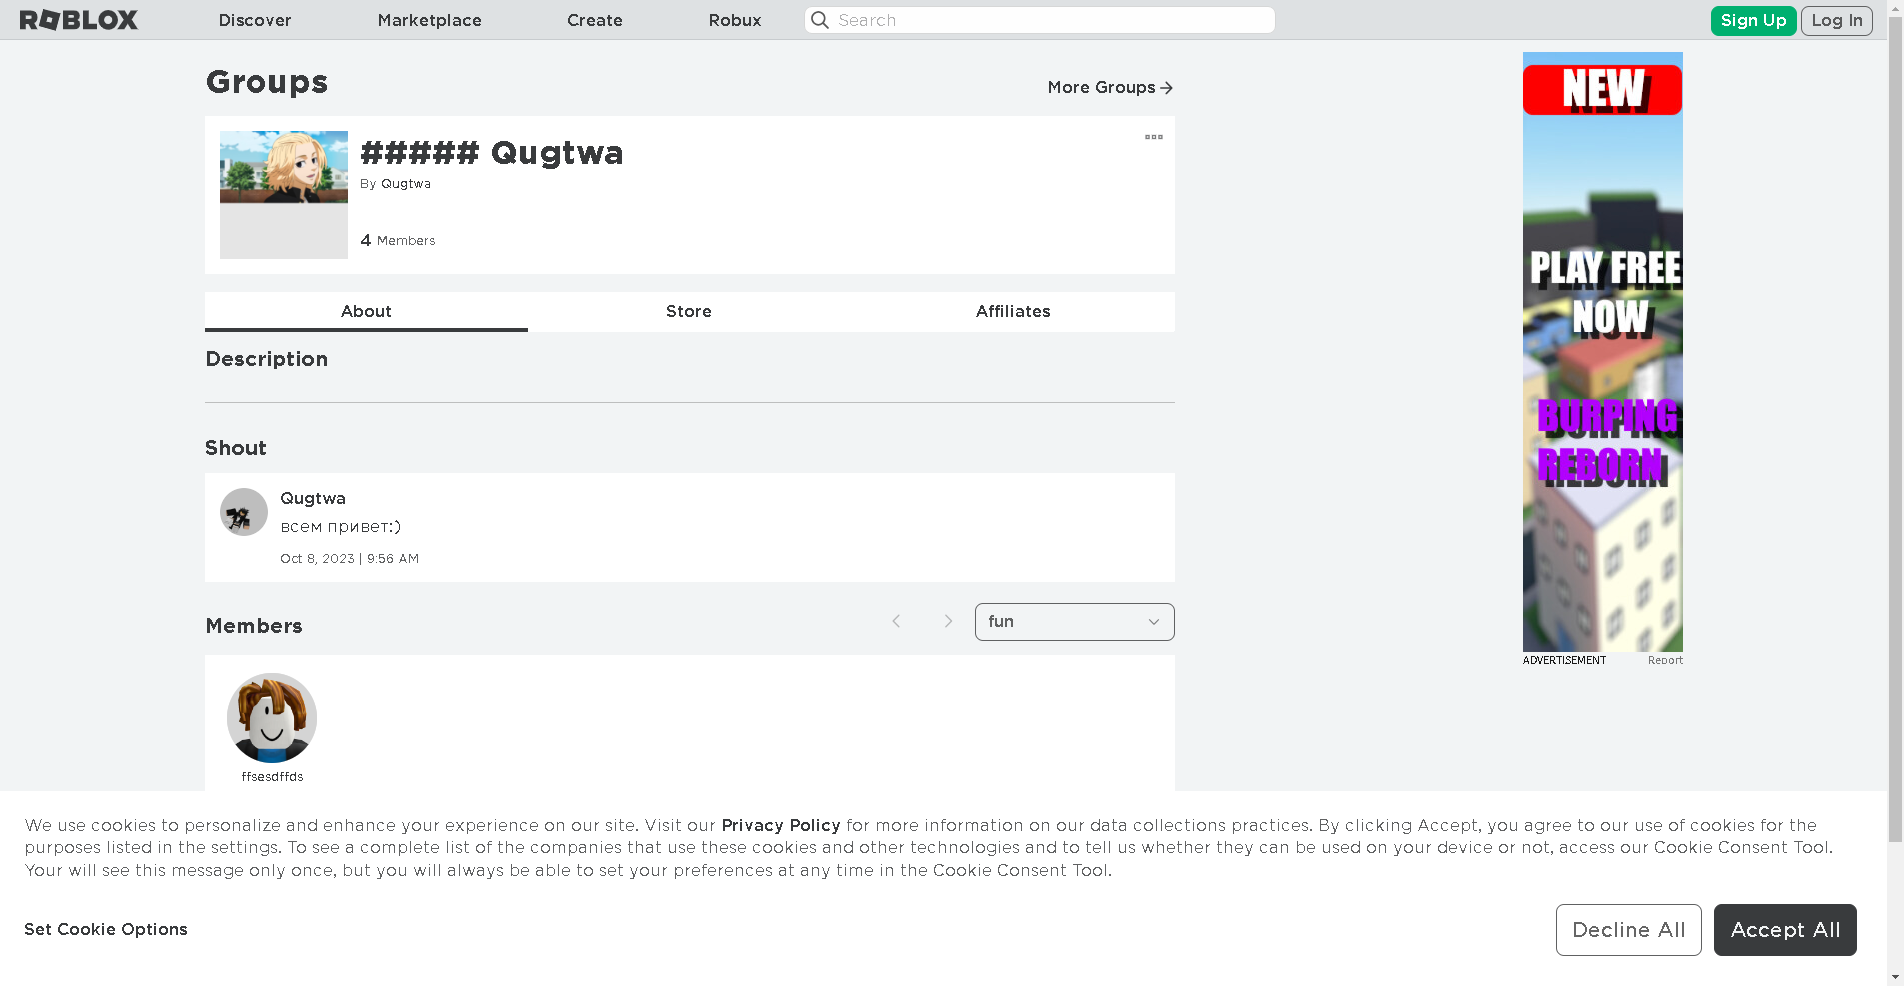 ROBLOX
Discover
Marketplace
Create
Robux
Search
Sign Up
Log In
Groups
More Groups
##### Qugtwa
By Qugtwa
4 Members
About
Store
Affiliates
Description
Shout
Qugtwa
всем привет:)
Oct 8, 2023 | 9:56 AM
Members
fun
ffsesdffds
NEW
PLAY FREE
NOW
BURPING
REBORN
ADVERTISEMENT
Report
We use cookies to personalize and enhance your experience on our site. Visit our Privacy Policy for more information on our data collections practices. By clicking Accept, you agree to our use of cookies for the
purposes listed in the settings. To see a complete list of the companies that use these cookies and other technologies and to tell us whether they can be used on your device or not, access our Cookie Consent Tool.
Your will see this message only once, but you will always be able to set your preferences at any time in the Cookie Consent Tool.
Set Cookie Options
Decline All
Accept All